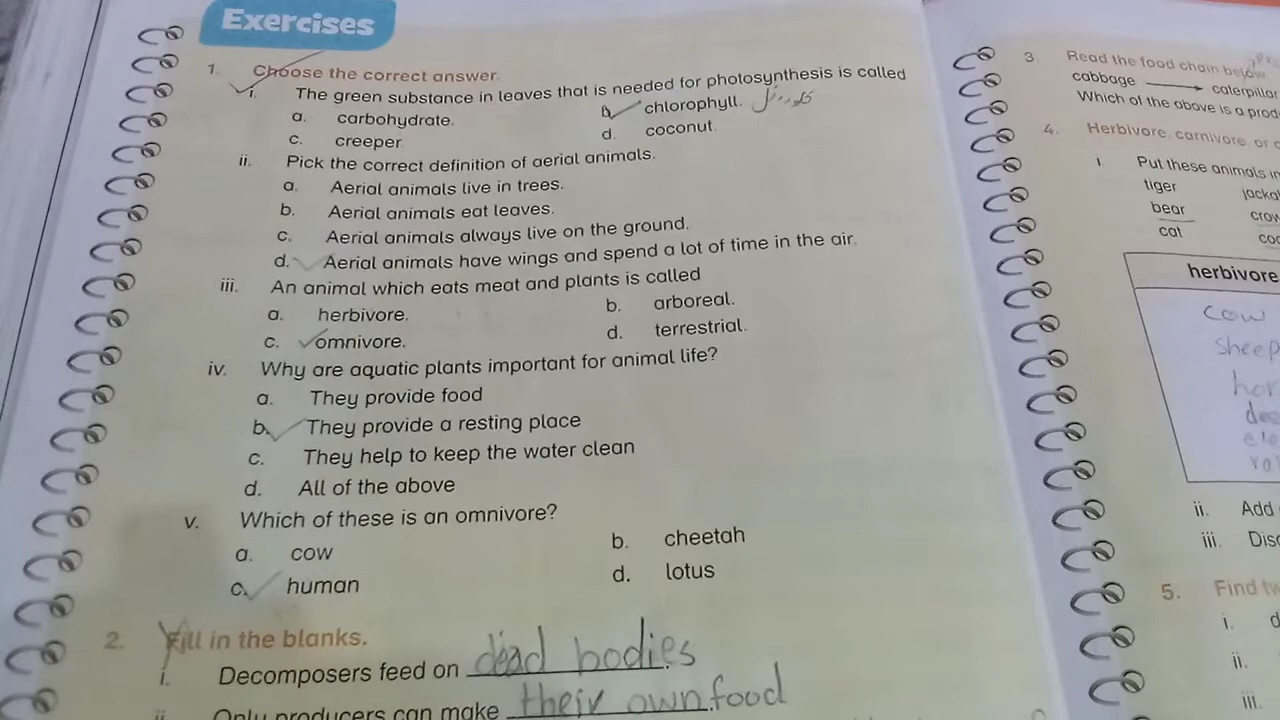 Exercises
1. Choose the correct answer.
i. The green substance in leaves that is needed for photosynthesis is called
a. carbohydrate. b. chlorophyll.
c. creeper. d. coconut.
ii. Pick the correct definition of aerial animals.
a. Aerial animals live in trees.
b. Aerial animals eat leaves.
c. Aerial animals always live on the ground.
d. Aerial animals have wings and spend a lot of time in the air.
iii. An animal which eats meat and plants is called
a. herbivore. b. arboreal.
c. omnivore. d. terrestrial.
iv. Why are aquatic plants important for animal life?
a. They provide food
b. They provide a resting place
c. They help to keep the water clean
d. All of the above
v. Which of these is an omnivore?
a. cow b. cheetah
c. human d. lotus
2. Fill in the blanks.
i. Decomposers feed on dead bodies
ii. Only producers can make their own food
3. Read the food chain below.
cabbage caterpillar
Which of the above is a prod
4. Herbivore, carnivore, or
i. Put these animals in
tiger jackal
bear crow
cat
herbivore
cow
sheep
ii. Add
iii. Disc
5. Find tw
i. d
ii.
iii.